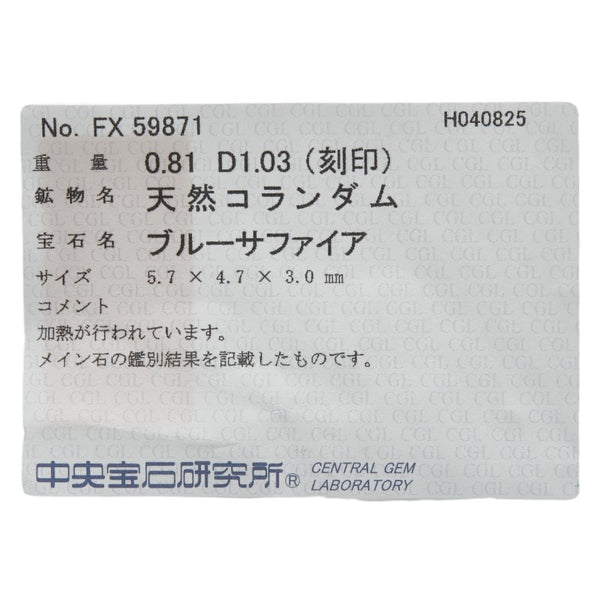 No. FX 59871
H040825
重量 0.81 D1.03 (刻印)
鉱物名 天然コランダム
宝石名 ブルーサファイア
サイズ 5.7 × 4.7 × 3.0 mm
コメント
加熱が行われています。
メイン石の鑑別結果を記載したものです。
中央宝石研究所® CENTRAL GEM
LABORATORY